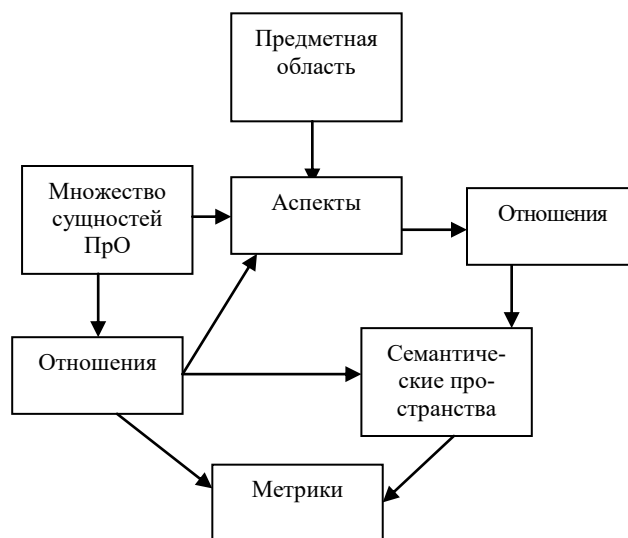 Предметная
область
Множество
сущностей
ПрО
Аспекты
Отношения
Отношения
Семантиче-
ские про-
странства
Метрики